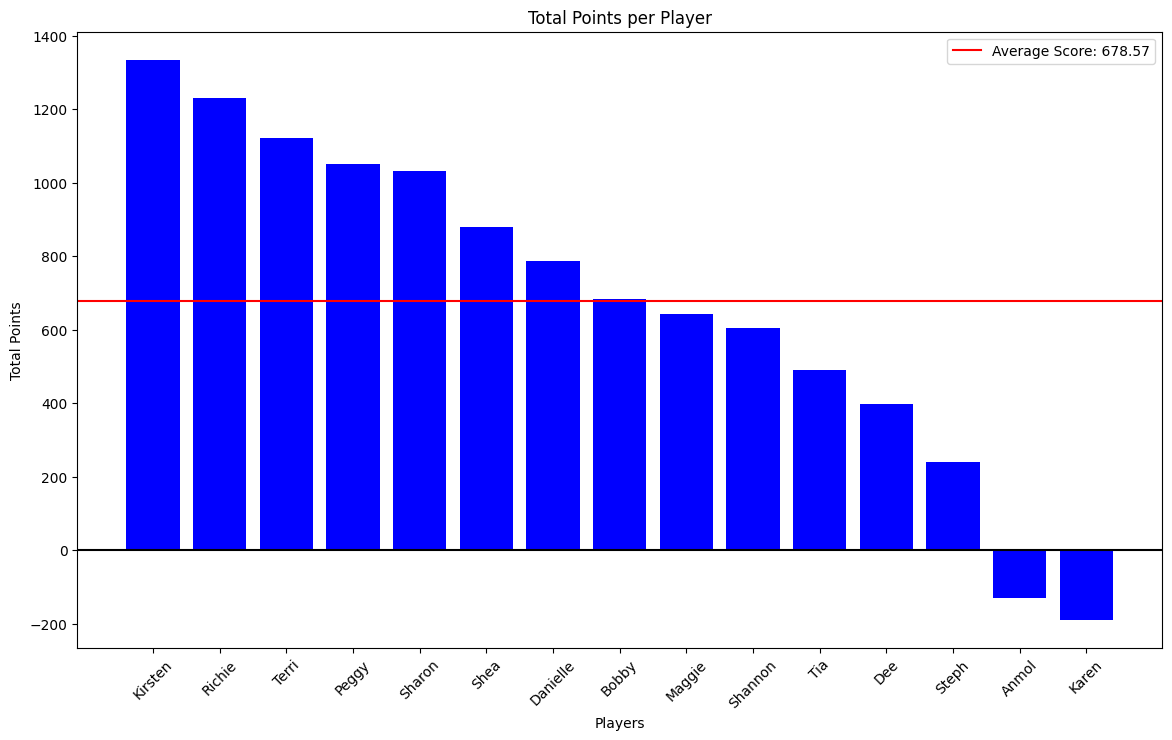 Total Points per Player
Average Score: 678.57
Total Points
1400
1200
1000
800
600
400
200
0
−200
Kirsten
Richie
Terri
Peggy
Sharon
Shea
Danielle
Bobby
Maggie
Shannon
Tia
Dee
Steph
Anmol
Karen
Players